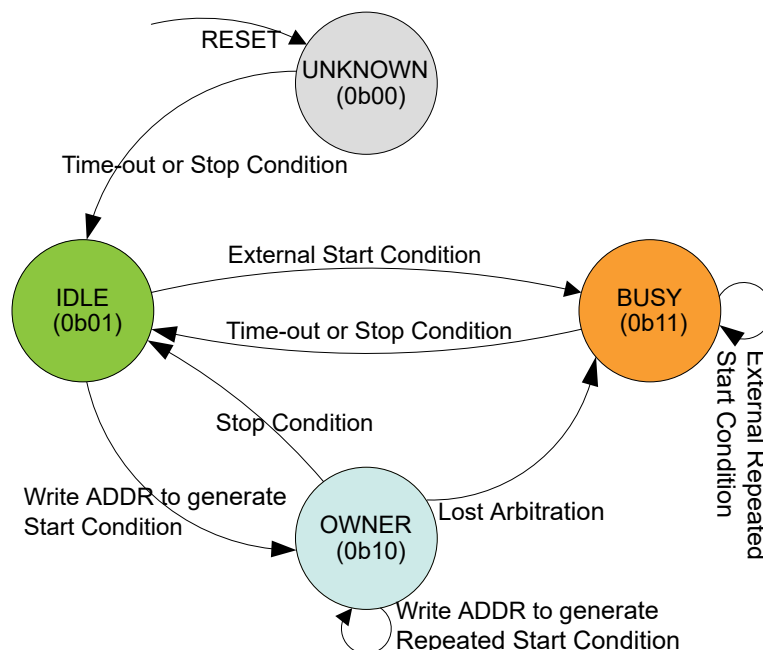 RESET
UNKNOWN
(0b00)
Time-out or Stop Condition
External Start Condition
IDLE
(0b01)
BUSY
(0b11)
Time-out or Stop Condition
External Repeated
Start Condition
Stop Condition
Write ADDR to generate
Start Condition
OWNER
(0b10)
Lost Arbitration
Write ADDR to generate
Repeated Start Condition